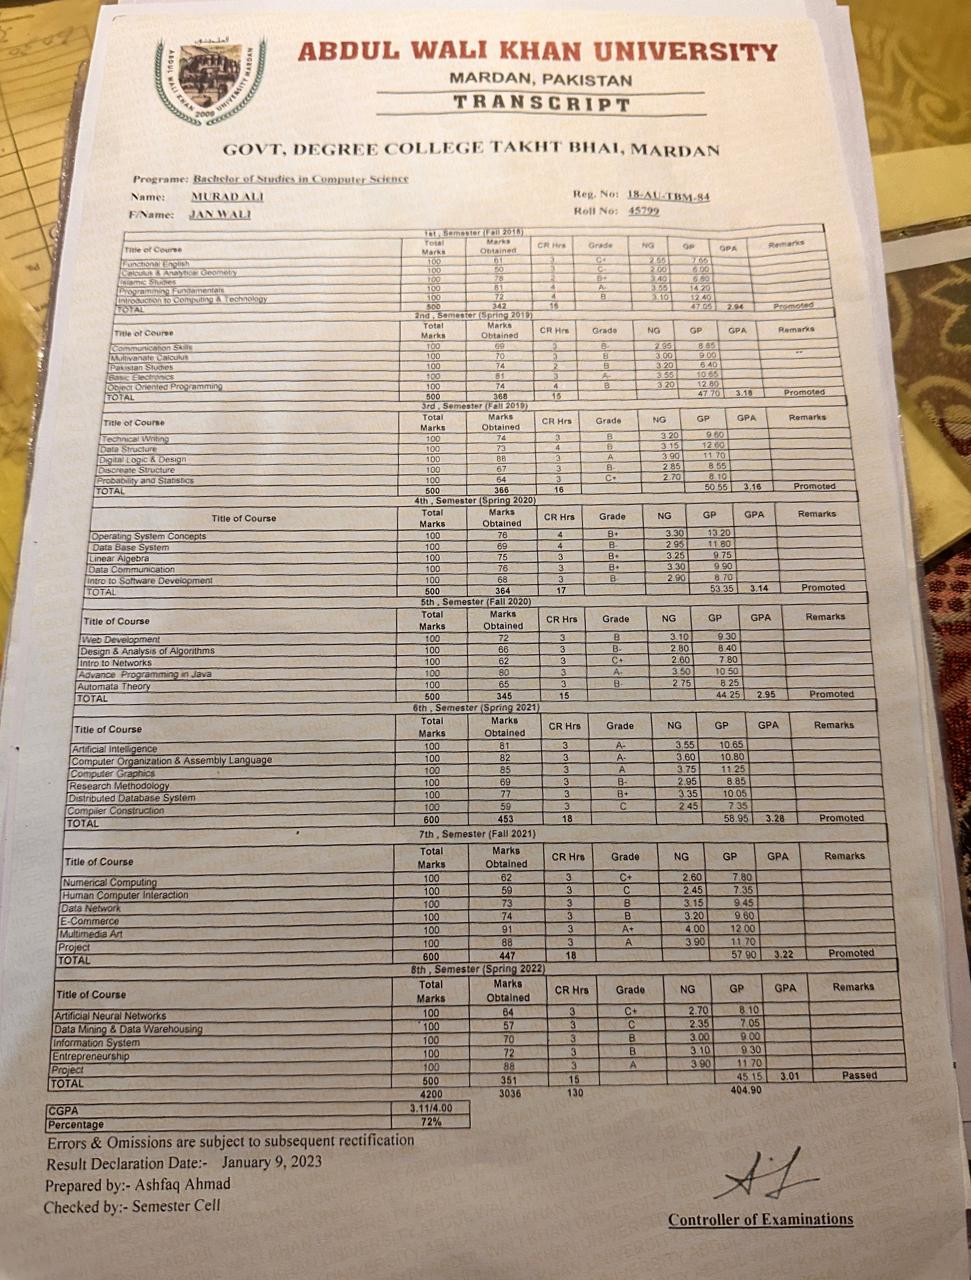 ABDUL WALI KHAN UNIVERSITY
MARDAN, PAKISTAN
TRANSCRIPT
ABDUL WALI KHAN UNIVERSITY MARDAN
2009
GOVT, DEGREE COLLEGE TAKHT BHAI, MARDAN
Programe: Bachelor of Studies in Computer Science
Name: MURAD ALI Reg. No: 18-AU-TBM-84
F/Name: JAN WALI Roll No: 45799
1st , Semester (Fall 2018)
Title of Course Total Marks Marks Obtained CR Hrs Grade NG GP GPA Remarks
Functional English 100 61 3 C+ 2.55 7.65
Calculus & Analytical Geometry 100 50 3 C- 2.00 6.00
Islamic Studies 100 78 2 B+ 3.40 6.80
Programming Fundamentals 100 81 4 A- 3.55 14.20
Introduction to Computing & Technology 100 72 4 B 3.10 12.40
TOTAL 500 342 16 47.05 2.94 Promoted
2nd , Semester (Spring 2019)
Title of Course Total Marks Marks Obtained CR Hrs Grade NG GP GPA Remarks
Communication Skills 100 69 3 B- 2.95 8.85
Multivariate Calculus 100 70 3 B 3.00 9.00
Pakistan Studies 100 74 2 B 3.20 6.40
Basic Electronics 100 81 3 A- 3.55 10.65
Object Oriented Programming 100 74 4 B 3.20 12.80
TOTAL 500 368 15 47.70 3.18 Promoted
3rd , Semester (Fall 2019)
Title of Course Total Marks Marks Obtained CR Hrs Grade NG GP GPA Remarks
Technical Writing 100 74 3 B 3.20 9.60
Data Structure 100 73 4 B 3.15 12.60
Digital Logic & Design 100 88 3 A 3.90 11.70
Discreate Structure 100 67 3 B- 2.85 8.55
Probability and Statistics 100 64 3 C+ 2.70 8.10
TOTAL 500 366 16 50.55 3.16 Promoted
4th , Semester (Spring 2020)
Title of Course Total Marks Marks Obtained CR Hrs Grade NG GP GPA Remarks
Operating System Concepts 100 76 4 B+ 3.30 13.20
Data Base System 100 69 4 B- 2.95 11.80
Linear Algebra 100 75 3 B+ 3.25 9.75
Data Communication 100 76 3 B+ 3.30 9.90
Intro to Software Development 100 68 3 B- 2.90 8.70
TOTAL 500 364 17 53.35 3.14 Promoted
5th , Semester (Fall 2020)
Title of Course Total Marks Marks Obtained CR Hrs Grade NG GP GPA Remarks
Web Development 100 72 3 B 3.10 9.30
Design & Analysis of Algorithms 100 66 3 B- 2.80 8.40
Intro to Networks 100 62 3 C+ 2.60 7.80
Advance Programming in Java 100 80 3 A- 3.50 10.50
Automata Theory 100 65 3 B- 2.75 8.25
TOTAL 500 345 15 44.25 2.95 Promoted
6th , Semester (Spring 2021)
Title of Course Total Marks Marks Obtained CR Hrs Grade NG GP GPA Remarks
Artificial Intelligence 100 81 3 A- 3.55 10.65
Computer Organization & Assembly Language 100 82 3 A- 3.60 10.80
Computer Graphics 100 85 3 A 3.75 11.25
Research Methodology 100 69 3 B- 2.95 8.85
Distributed Database System 100 77 3 B+ 3.35 10.05
Compiler Construction 100 59 3 C 2.45 7.35
TOTAL 600 453 18 58.95 3.28 Promoted
7th , Semester (Fall 2021)
Title of Course Total Marks Marks Obtained CR Hrs Grade NG GP GPA Remarks
Numerical Computing 100 62 3 C+ 2.60 7.80
Human Computer Interaction 100 59 3 C 2.45 7.35
Data Network 100 73 3 B 3.15 9.45
E-Commerce 100 74 3 B 3.20 9.60
Multimedia Art 100 91 3 A+ 4.00 12.00
Project 100 88 3 A 3.90 11.70
TOTAL 600 447 18 57.90 3.22 Promoted
8th , Semester (Spring 2022)
Title of Course Total Marks Marks Obtained CR Hrs Grade NG GP GPA Remarks
Artificial Neural Networks 100 64 3 C+ 2.70 8.10
Data Mining & Data Warehousing 100 57 3 C 2.35 7.05
Information System 100 70 3 B 3.00 9.00
Entrepreneurship 100 72 3 B 3.10 9.30
Project 100 88 3 A 3.90 11.70
TOTAL 500 351 15 45.15 3.01 Passed
4200 3036 130 404.90
CGPA 3.11/4.00
Percentage 72%
Errors & Omissions are subject to subsequent rectification
Result Declaration Date:- January 9, 2023
Prepared by:- Ashfaq Ahmad
Checked by:- Semester Cell
Controller of Examinations